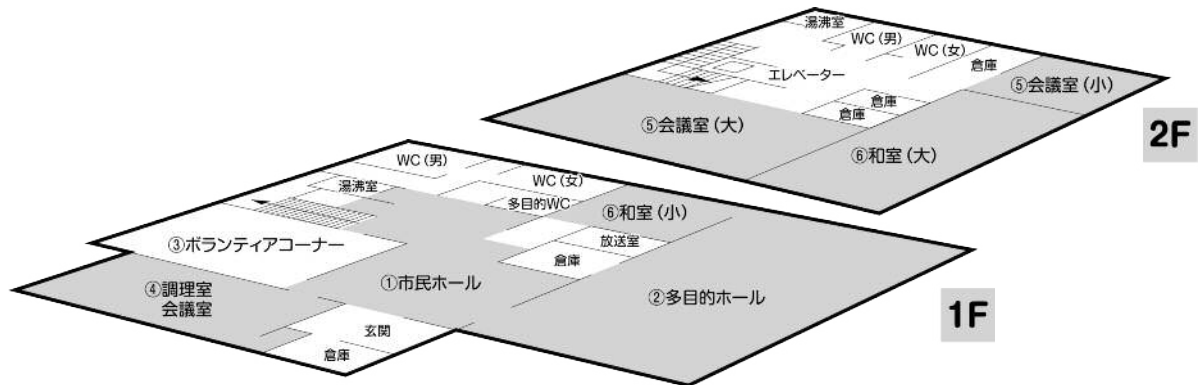 湯沸室
WC(男)
WC(女)
倉庫
エレベーター
⑤会議室(小)
倉庫
倉庫
⑤会議室(大)
⑥和室(大)
2F
WC(男)
WC(女)
湯沸室
多目的WC
⑥和室(小)
放送室
③ボランティアコーナー
倉庫
①市民ホール
④調理室
会議室
②多目的ホール
玄関
倉庫
1F